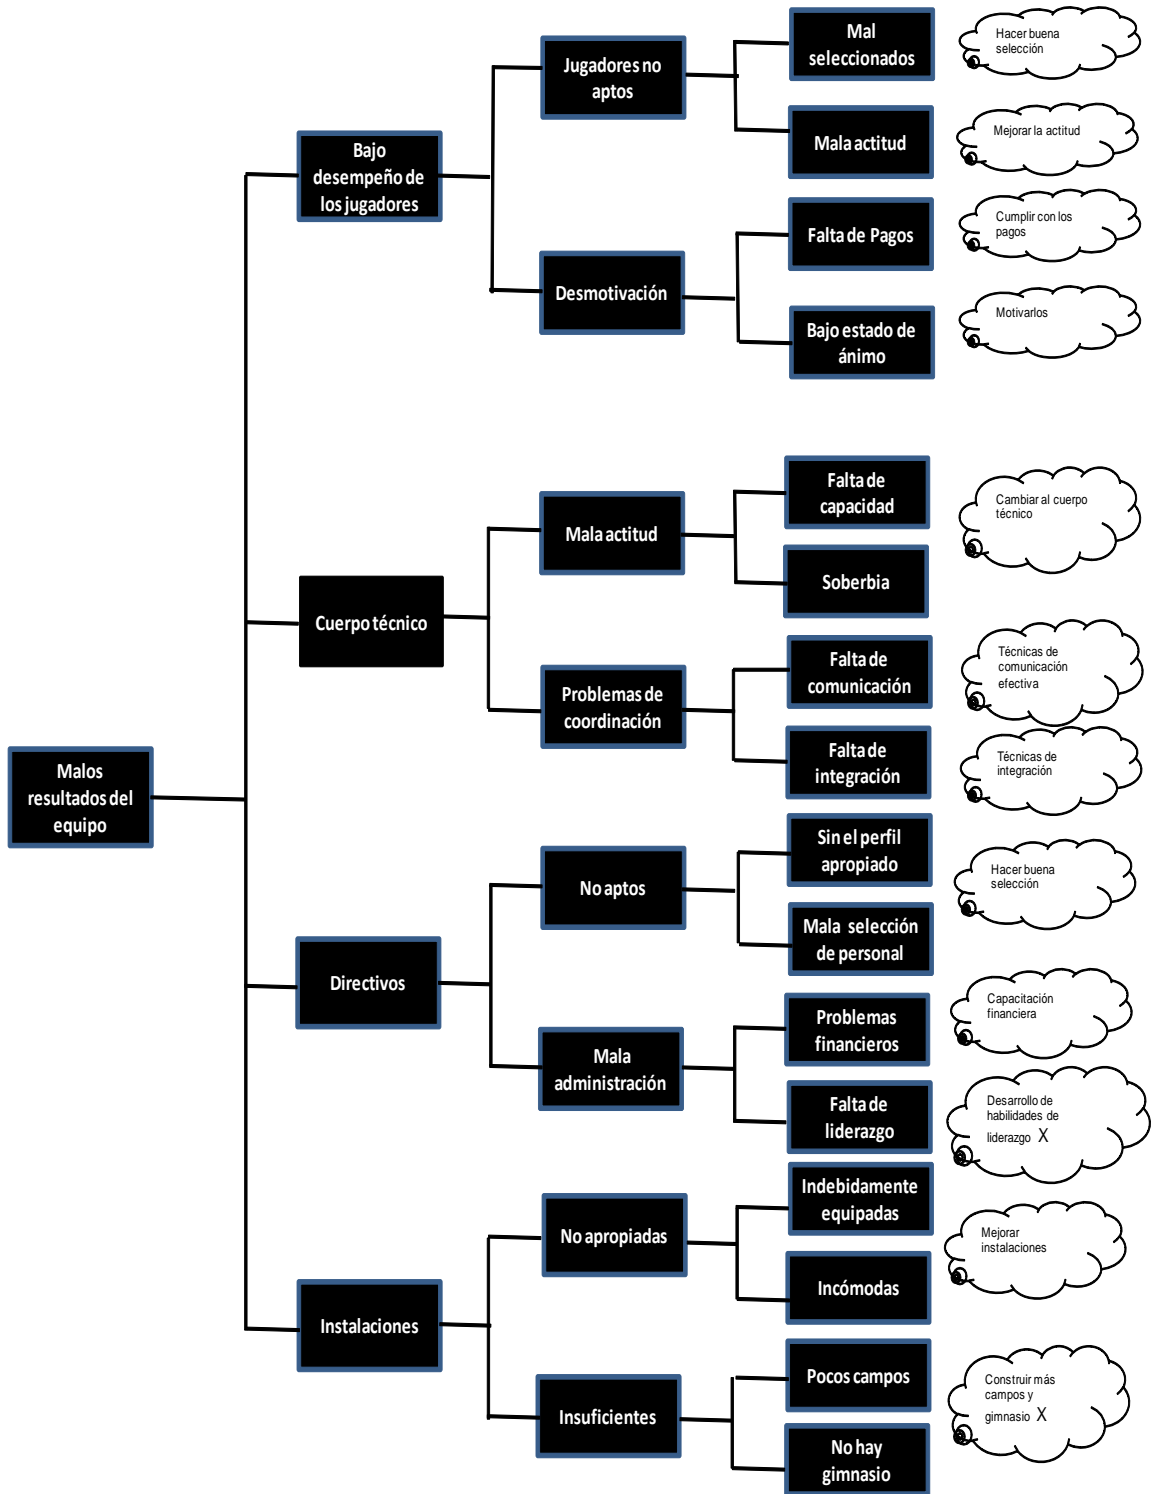 Mal
seleccionados
Hacer buena
selección
Jugadores no
aptos
Mala actitud
Mejorar la actitud
Bajo
desempeño de
los jugadores
Falta de Pagos
Cumplir con los
pagos
Desmotivación
Bajo estado de
ánimo
Motivarlos
Falta de
capacidad
Cambiar al cuerpo
técnico
Mala actitud
Soberbia
Cuerpo técnico
Falta de
comunicación
Técnicas de
comunicación
efectiva
Problemas de
coordinación
Falta de
integración
Técnicas de
integración
Malos
resultados del
equipo
Sin el perfil
apropiado
Hacer buena
selección
No aptos
Mala selección
de personal
Directivos
Problemas
financieros
Capacitación
financiera
Mala
administración
Falta de
liderazgo
Desarrollo de
habilidades de
liderazgo X
Indebidamente
equipadas
No apropiadas
Mejorar
instalaciones
Incómodas
Instalaciones
Pocos campos
Construir más
campos y
gimnasio X
Insuficientes
No hay
gimnasio